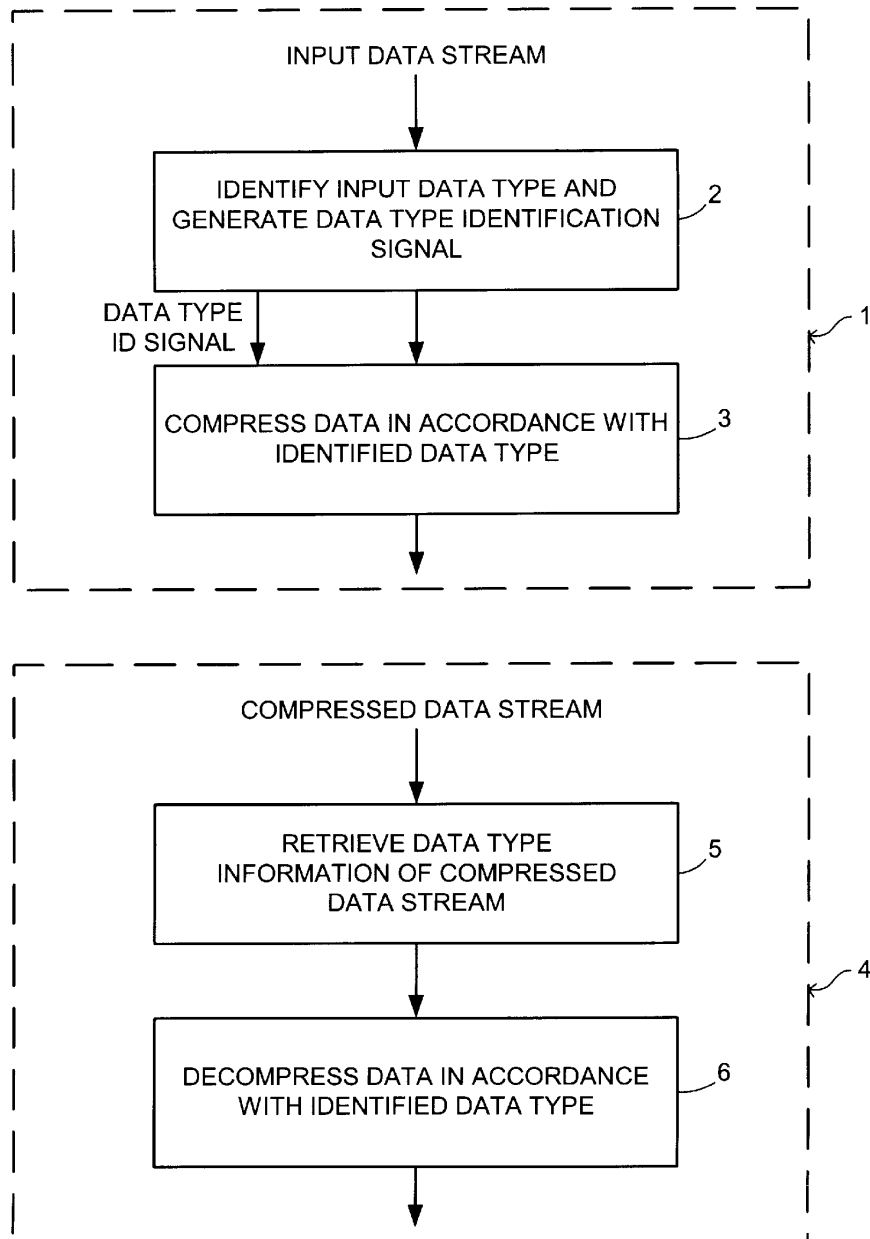 INPUT DATA STREAM
IDENTIFY INPUT DATA TYPE AND
GENERATE DATA TYPE IDENTIFICATION
SIGNAL
2
DATA TYPE
ID SIGNAL
1
COMPRESS DATA IN ACCORDANCE WITH
IDENTIFIED DATA TYPE
3
COMPRESSED DATA STREAM
RETRIEVE DATA TYPE
INFORMATION OF COMPRESSED
DATA STREAM
5
4
DECOMPRESS DATA IN ACCORDANCE
WITH IDENTIFIED DATA TYPE
6